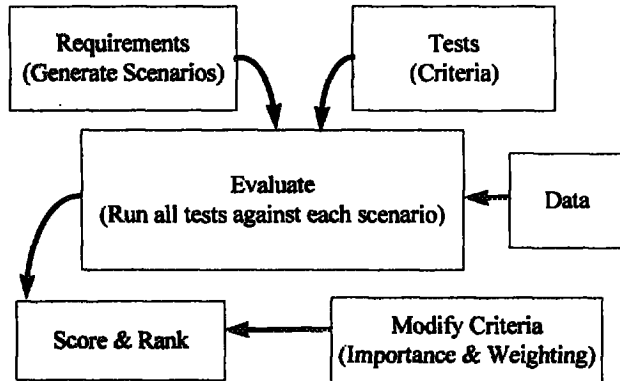 Requirements
(Generate Scenarios)
Tests
(Criteria)
Evaluate
(Run all tests against each scenario)
Data
Score & Rank
Modify Criteria
(Importance & Weighting)